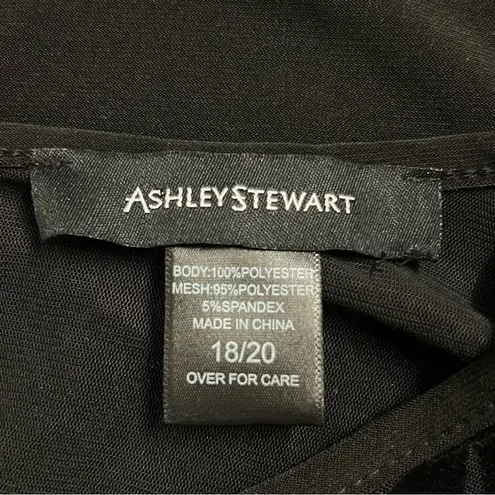 ASHLEY STEWART
BODY:100%POLYESTER
MESH:95%POLYESTER
5%SPANDEX
MADE IN CHINA
18/20
OVER FOR CARE